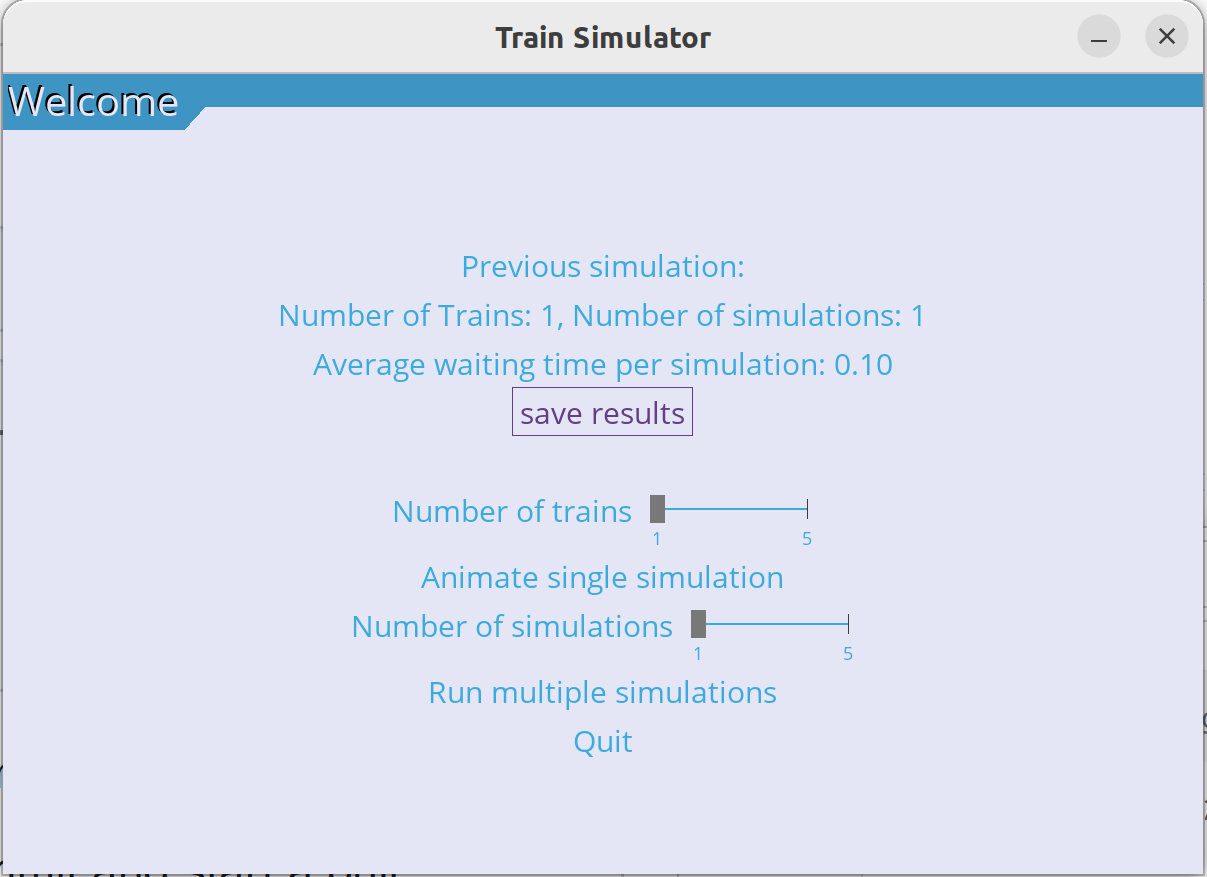 Train Simulator
Welcome
Previous simulation:
Number of Trains: 1, Number of simulations: 1
Average waiting time per simulation: 0.10
save results
Number of trains
1 5
Animate single simulation
Number of simulations
1 5
Run multiple simulations
Quit